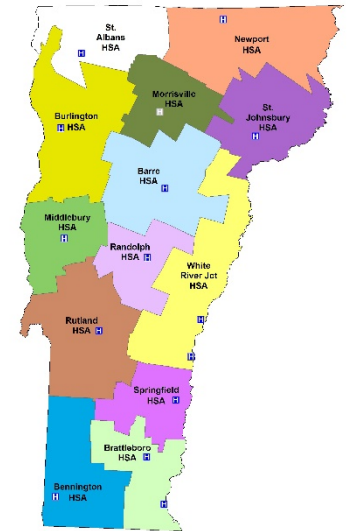 St.
Albans
HSA
H
Newport
HSA
H
Morrisville
HSA
H
St.
Johnsbury
HSA
H
Burlington
HSA
H
Barre
HSA
H
Middlebury
HSA
H
Randolph
HSA
H
White
River Jct
HSA
H
H
Rutland
HSA
H
Springfield
HSA
H
Brattleboro
HSA
H
H
Bennington
HSA
H